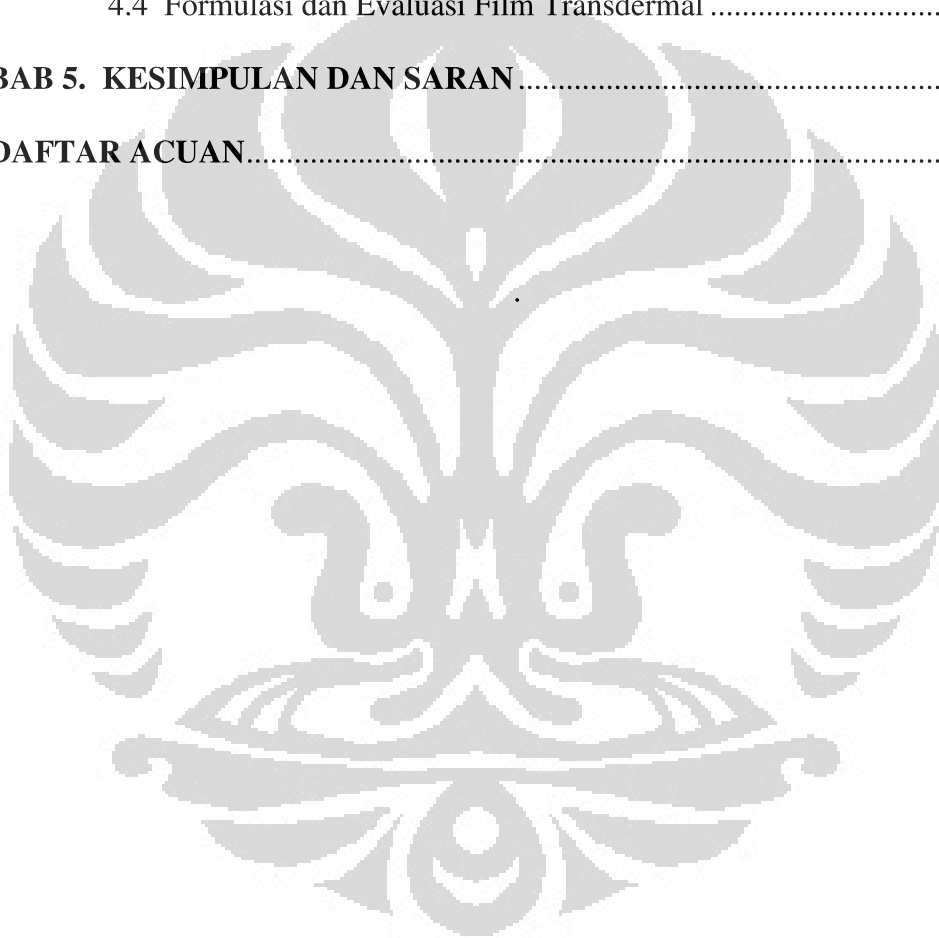 4.4 Formulasi dan Evaluasi Film Transdermal ..............................
BAB 5. KESIMPULAN DAN SARAN ......................................................
DAFTAR ACUAN.........................................................................................
.